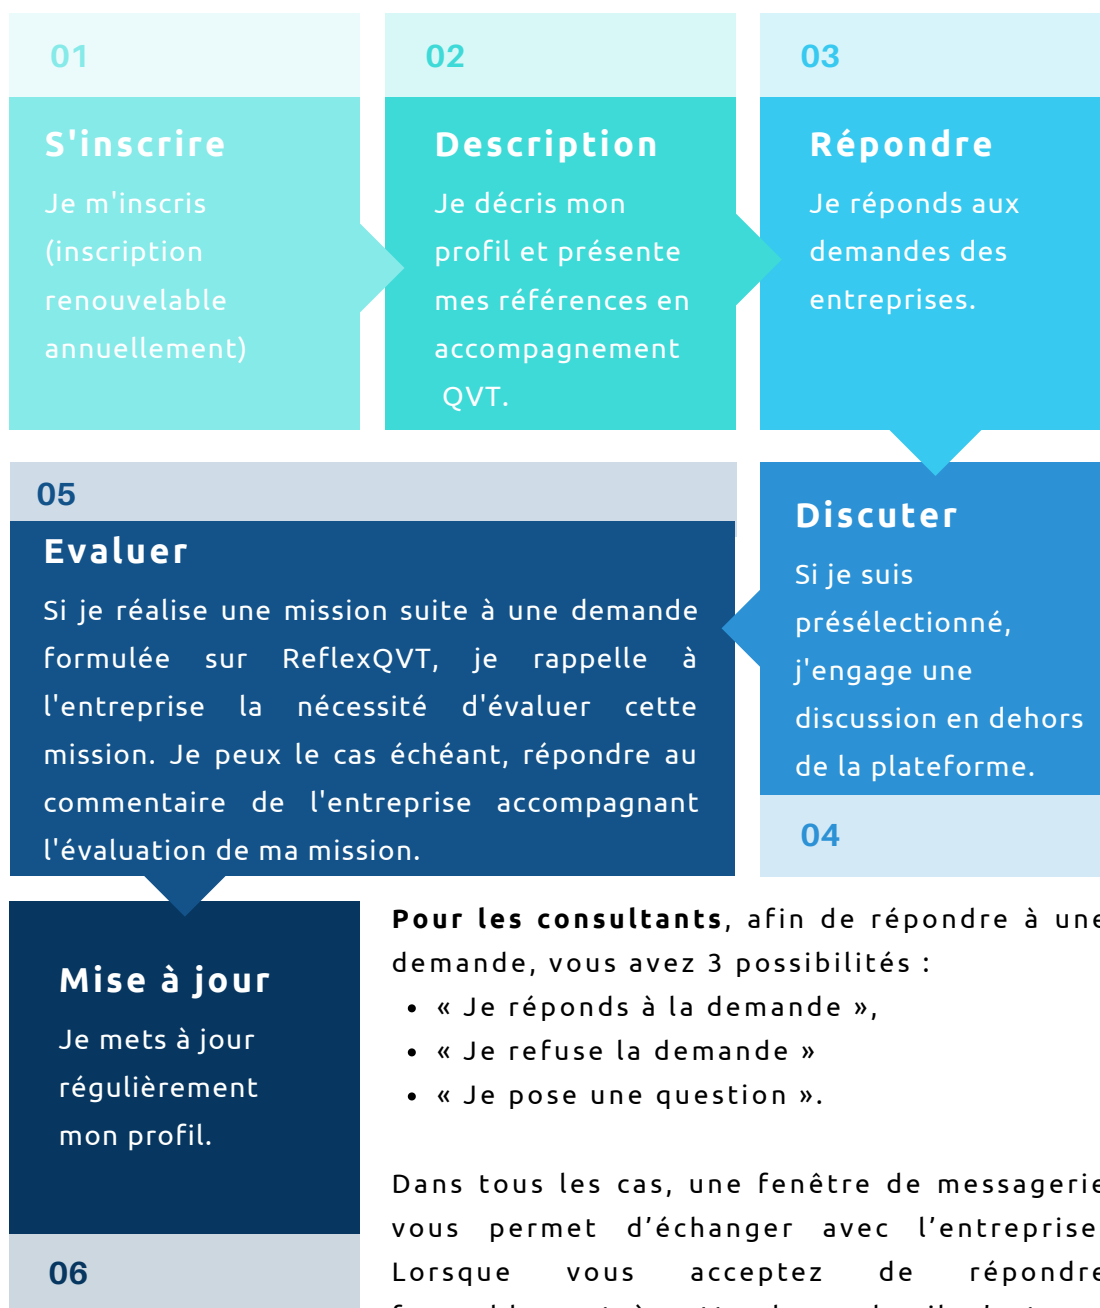 01
S'inscrire
Je m'inscris
(inscription
renouvelable
annuellement)
02
Description
Je décris mon
profil et présente
mes références en
accompagnement
QVT.
03
Répondre
Je réponds aux
demandes des
entreprises.
Discuter
Si je suis
présélectionné,
j'engage une
discussion en dehors
de la plateforme.
04
05
Evaluer
Si je réalise une mission suite à une demande
formulée sur ReflexQVT, je rappelle à
l'entreprise la nécessité d'évaluer cette
mission. Je peux le cas échéant, répondre au
commentaire de l'entreprise accompagnant
l'évaluation de ma mission.
Mise à jour
Je mets à jour
régulièrement
mon profil.
06
Pour les consultants, afin de répondre à une
demande, vous avez 3 possibilités :
• « Je réponds à la demande »,
• « Je refuse la demande »
• « Je pose une question ».
Dans tous les cas, une fenêtre de messagerie
vous permet d’échanger avec l’entreprise
Lorsque vous acceptez de répondre